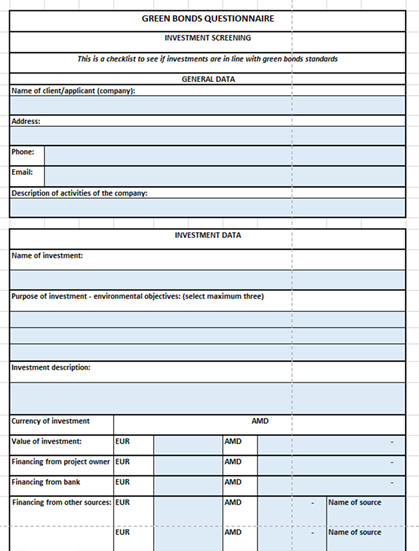 GREEN BONDS QUESTIONNAIRE
INVESTMENT SCREENING
This is a checklist to see if investments are in line with green bonds standards
GENERAL DATA
Name of client/applicant (company):
Address:
Phone:
Email:
Description of activities of the company:
INVESTMENT DATA
Name of investment:
Purpose of investment - environmental objectives: (select maximum three)
Investment description:
Currency of investment AMD
Value of investment: EUR AMD -
Financing from project owner EUR AMD -
Financing from bank EUR AMD -
Financing from other sources: EUR AMD - Name of source
EUR AMD - Name of source